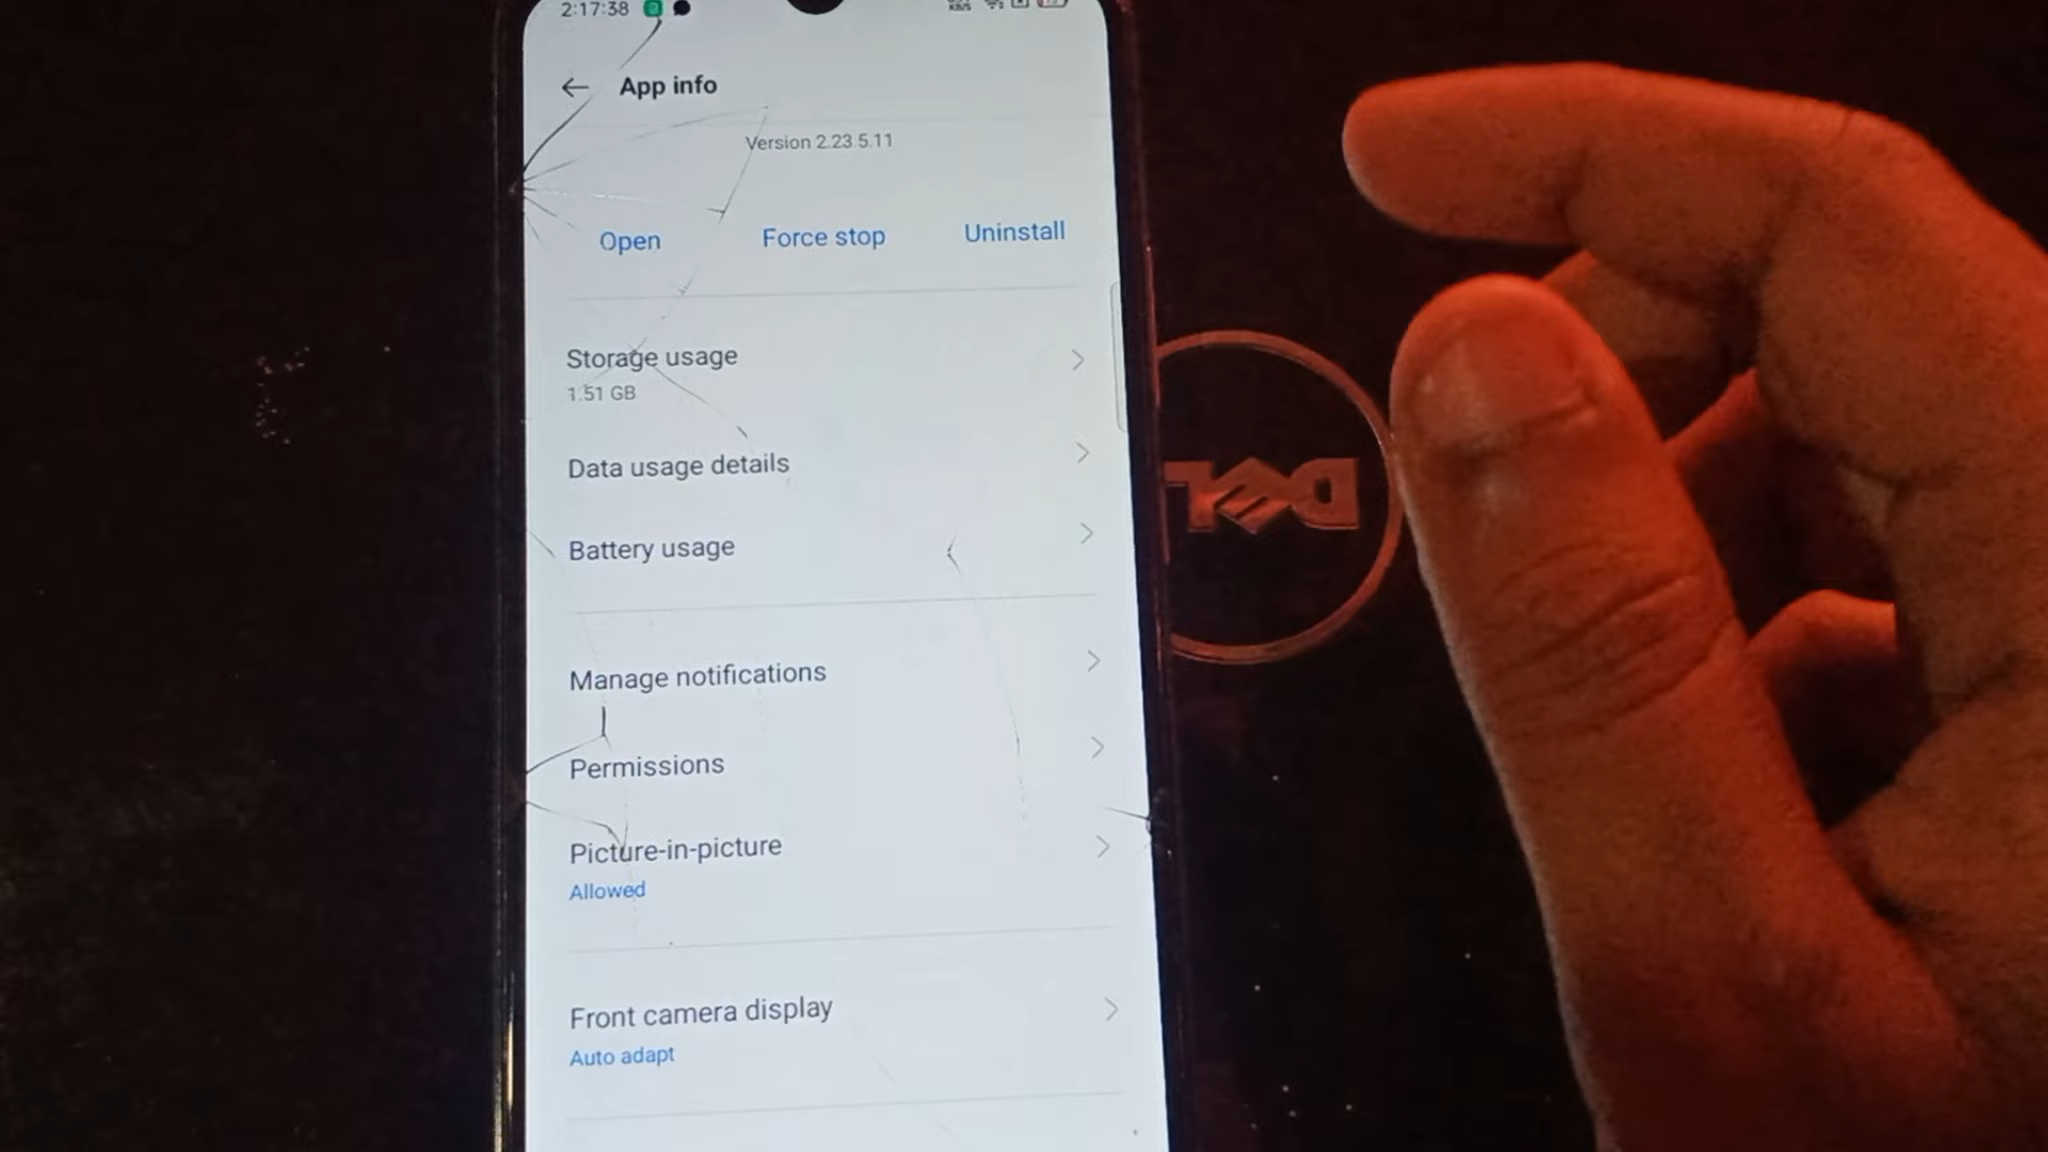 2:17:38
KB/S
App info
Version 2.23.5.11
Open
Force stop
Uninstall
Storage usage
1.51 GB
Data usage details
Battery usage
Manage notifications
Permissions
Picture-in-picture
Allowed
Front camera display
Auto adapt
DELL